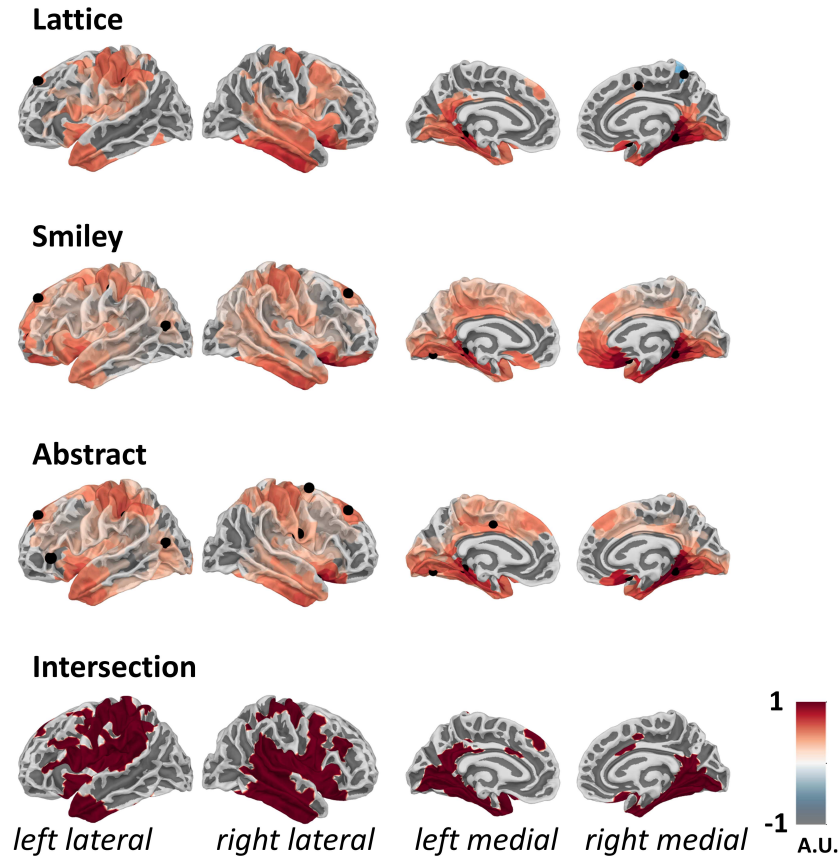 Lattice
Smiley
Abstract
Intersection
1
-1
A.U.
left lateral
right lateral
left medial
right medial